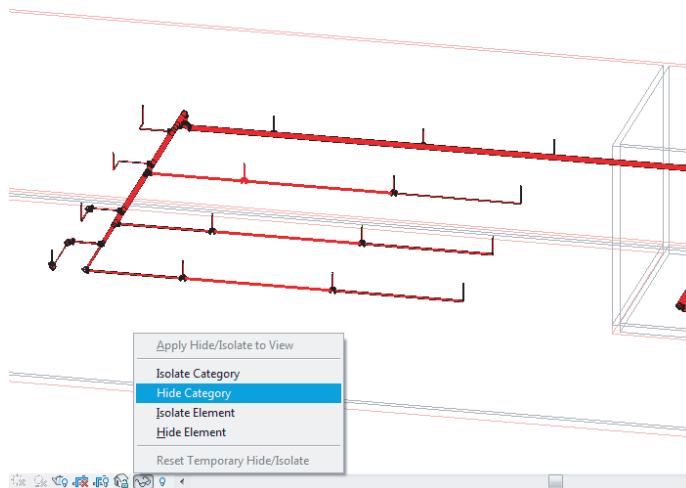 Apply Hide/Isolate to View
Isolate Category
Hide Category
Isolate Element
Hide Element
Reset Temporary Hide/Isolate